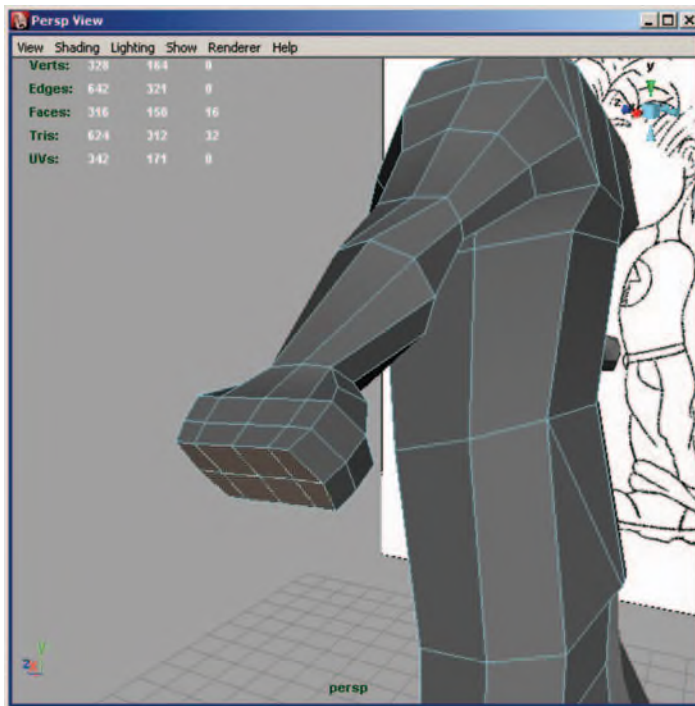 Persp View
View Shading Lighting Show Renderer Help
Verts: 328 164 0
Edges: 642 321 0
Faces: 316 158 16
Tris: 624 312 32
UVs: 342 171 0
y
z
y
z
persp